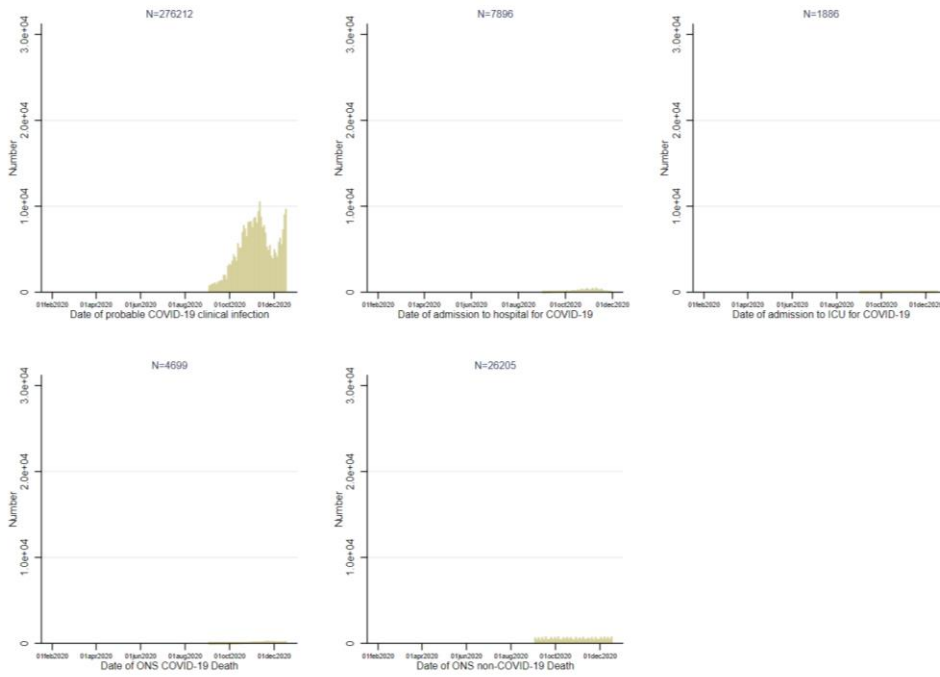 N=276212
Number
3.0e+04
2.0e+04
1.0e+04
0
01feb2020 01apr2020 01jun2020 01aug2020 01oct2020 01dec2020
Date of probable COVID-19 clinical infection
N=7896
Number
3.0e+04
2.0e+04
1.0e+04
0
01feb2020 01apr2020 01jun2020 01aug2020 01oct2020 01dec2020
Date of admission to hospital for COVID-19
N=1886
Number
3.0e+04
2.0e+04
1.0e+04
0
01feb2020 01apr2020 01jun2020 01aug2020 01oct2020 01dec2020
Date of admission to ICU for COVID-19
N=4699
Number
3.0e+04
2.0e+04
1.0e+04
0
01feb2020 01apr2020 01jun2020 01aug2020 01oct2020 01dec2020
Date of ONS COVID-19 Death
N=26205
Number
3.0e+04
2.0e+04
1.0e+04
0
01feb2020 01apr2020 01jun2020 01aug2020 01oct2020 01dec2020
Date of ONS non-COVID-19 Death